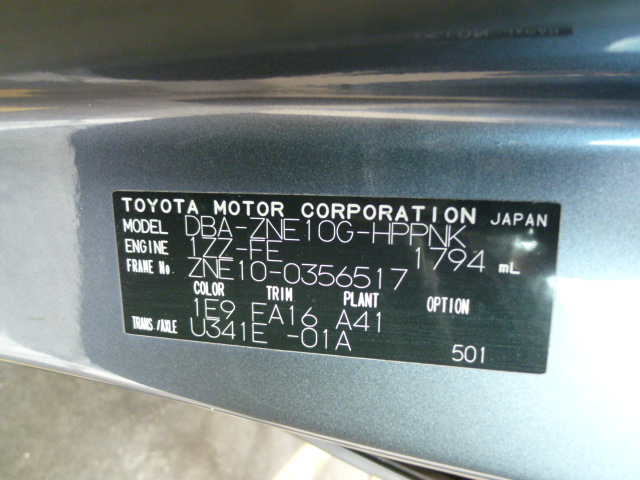 TOYOTA MOTOR CORPORATION JAPAN
MODEL DBA-ZNE10G-HPPNK
ENGINE 1ZZ-FE 1794 mL
FRAME No. ZNE10-0356517
COLOR TRIM PLANT OPTION
1E9 FA16 A41
TRANS./AXLE U341E -01A
501